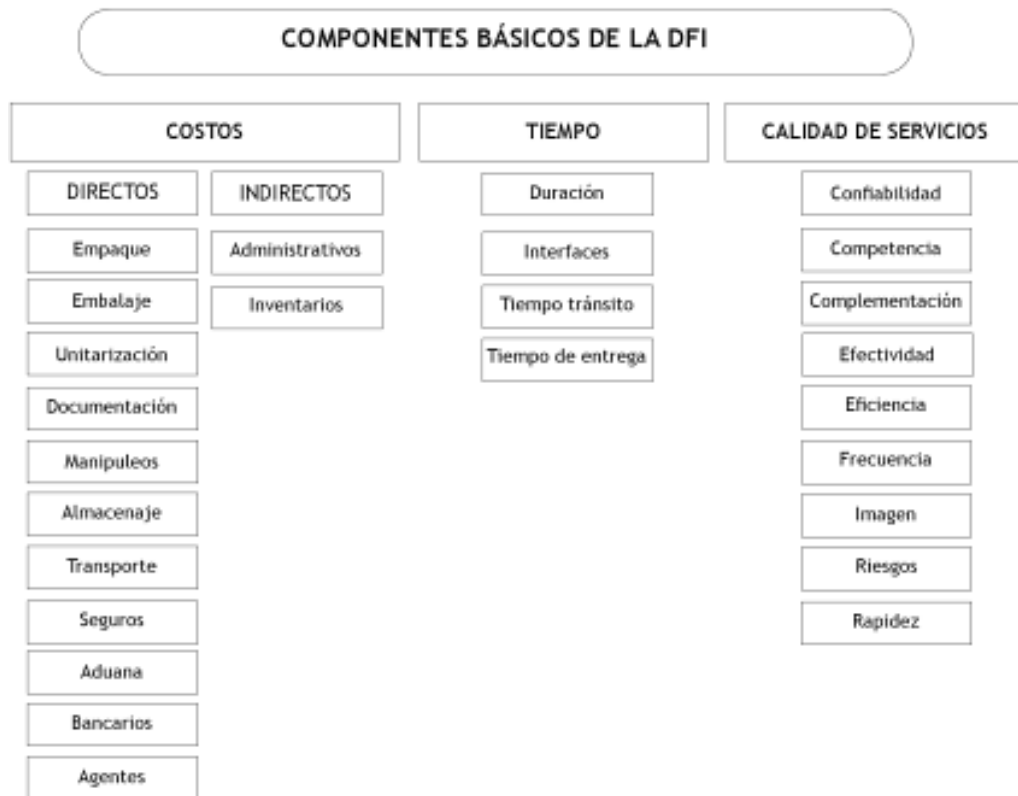 COMPONENTES BÁSICOS DE LA DFI
COSTOS
DIRECTOS
Empaque
Embalaje
Unitarización
Documentación
Manipuleos
Almacenaje
Transporte
Seguros
Aduana
Bancarios
Agentes
INDIRECTOS
Administrativos
Inventarios
TIEMPO
Duración
Interfaces
Tiempo tránsito
Tiempo de entrega
CALIDAD DE SERVICIOS
Confiabilidad
Competencia
Complementación
Efectividad
Eficiencia
Frecuencia
Imagen
Riesgos
Rapidez